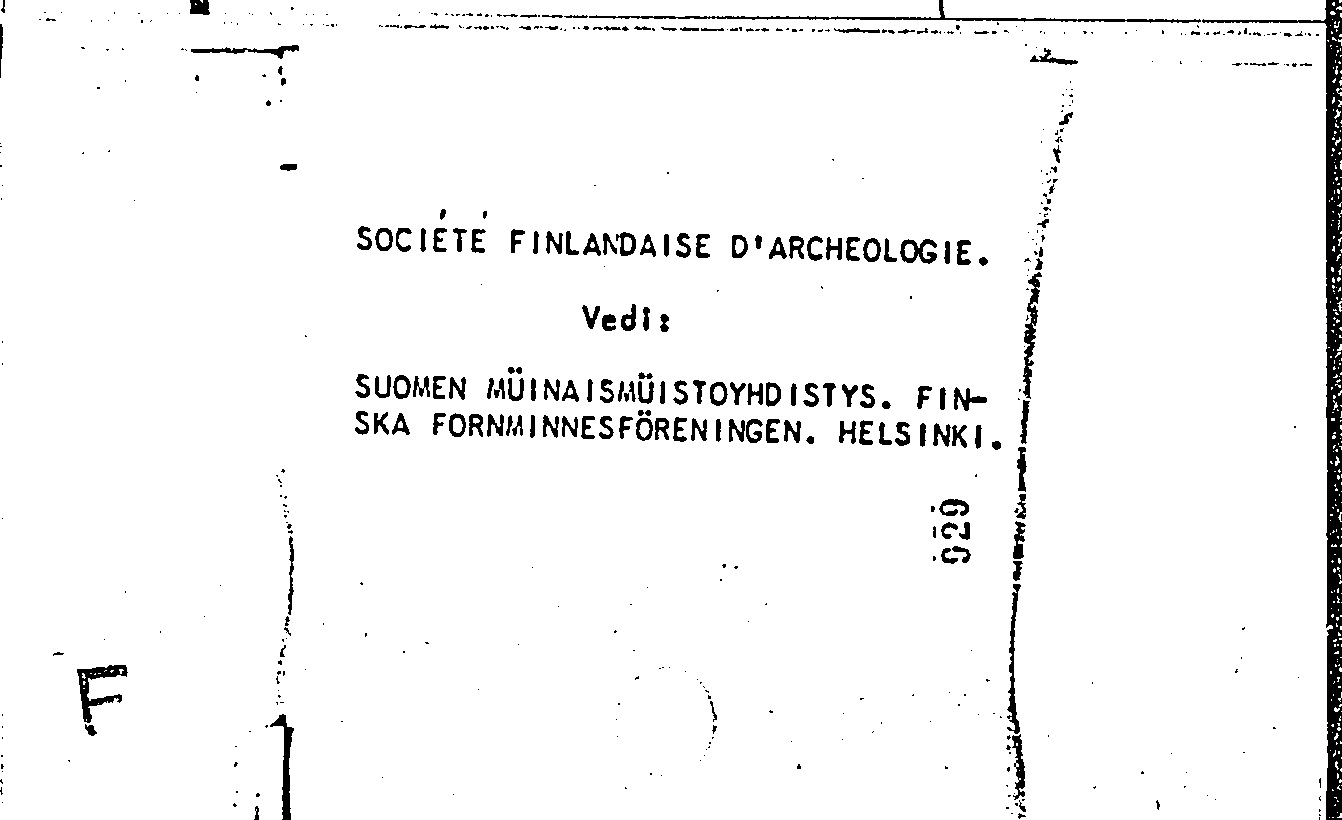 SOCIÉTÉ FINLANDAISE D'ARCHEOLOGIE.
Vedi:
SUOMEN MÜINAISMÜISTOYHDISTYS. FIN-
SKA FORNMINNESFÖRENINGEN. HELSINKI.
029
F